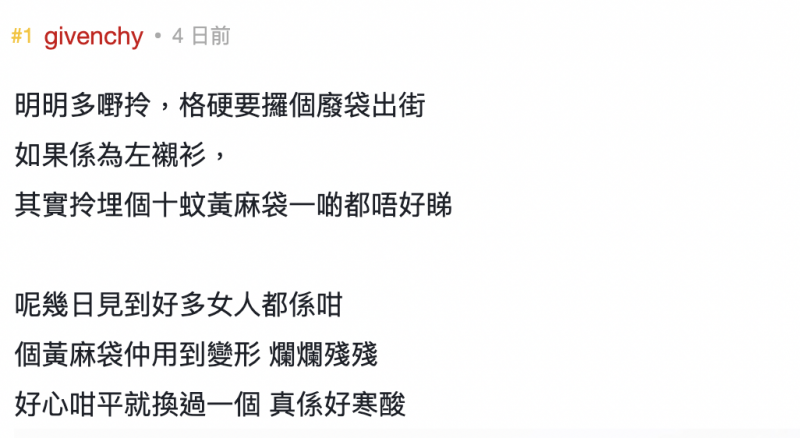 #1 givenchy • 4 日前
明明多嘢拎，格硬要攞個廢袋出街
如果係為左襯衫，
其實拎埋個十蚊黃麻袋一啲都唔好睇
呢幾日見到好多女人都係咁
個黃麻袋仲用到變形 爛爛殘殘
好心咁平就換過一個 真係好寒酸